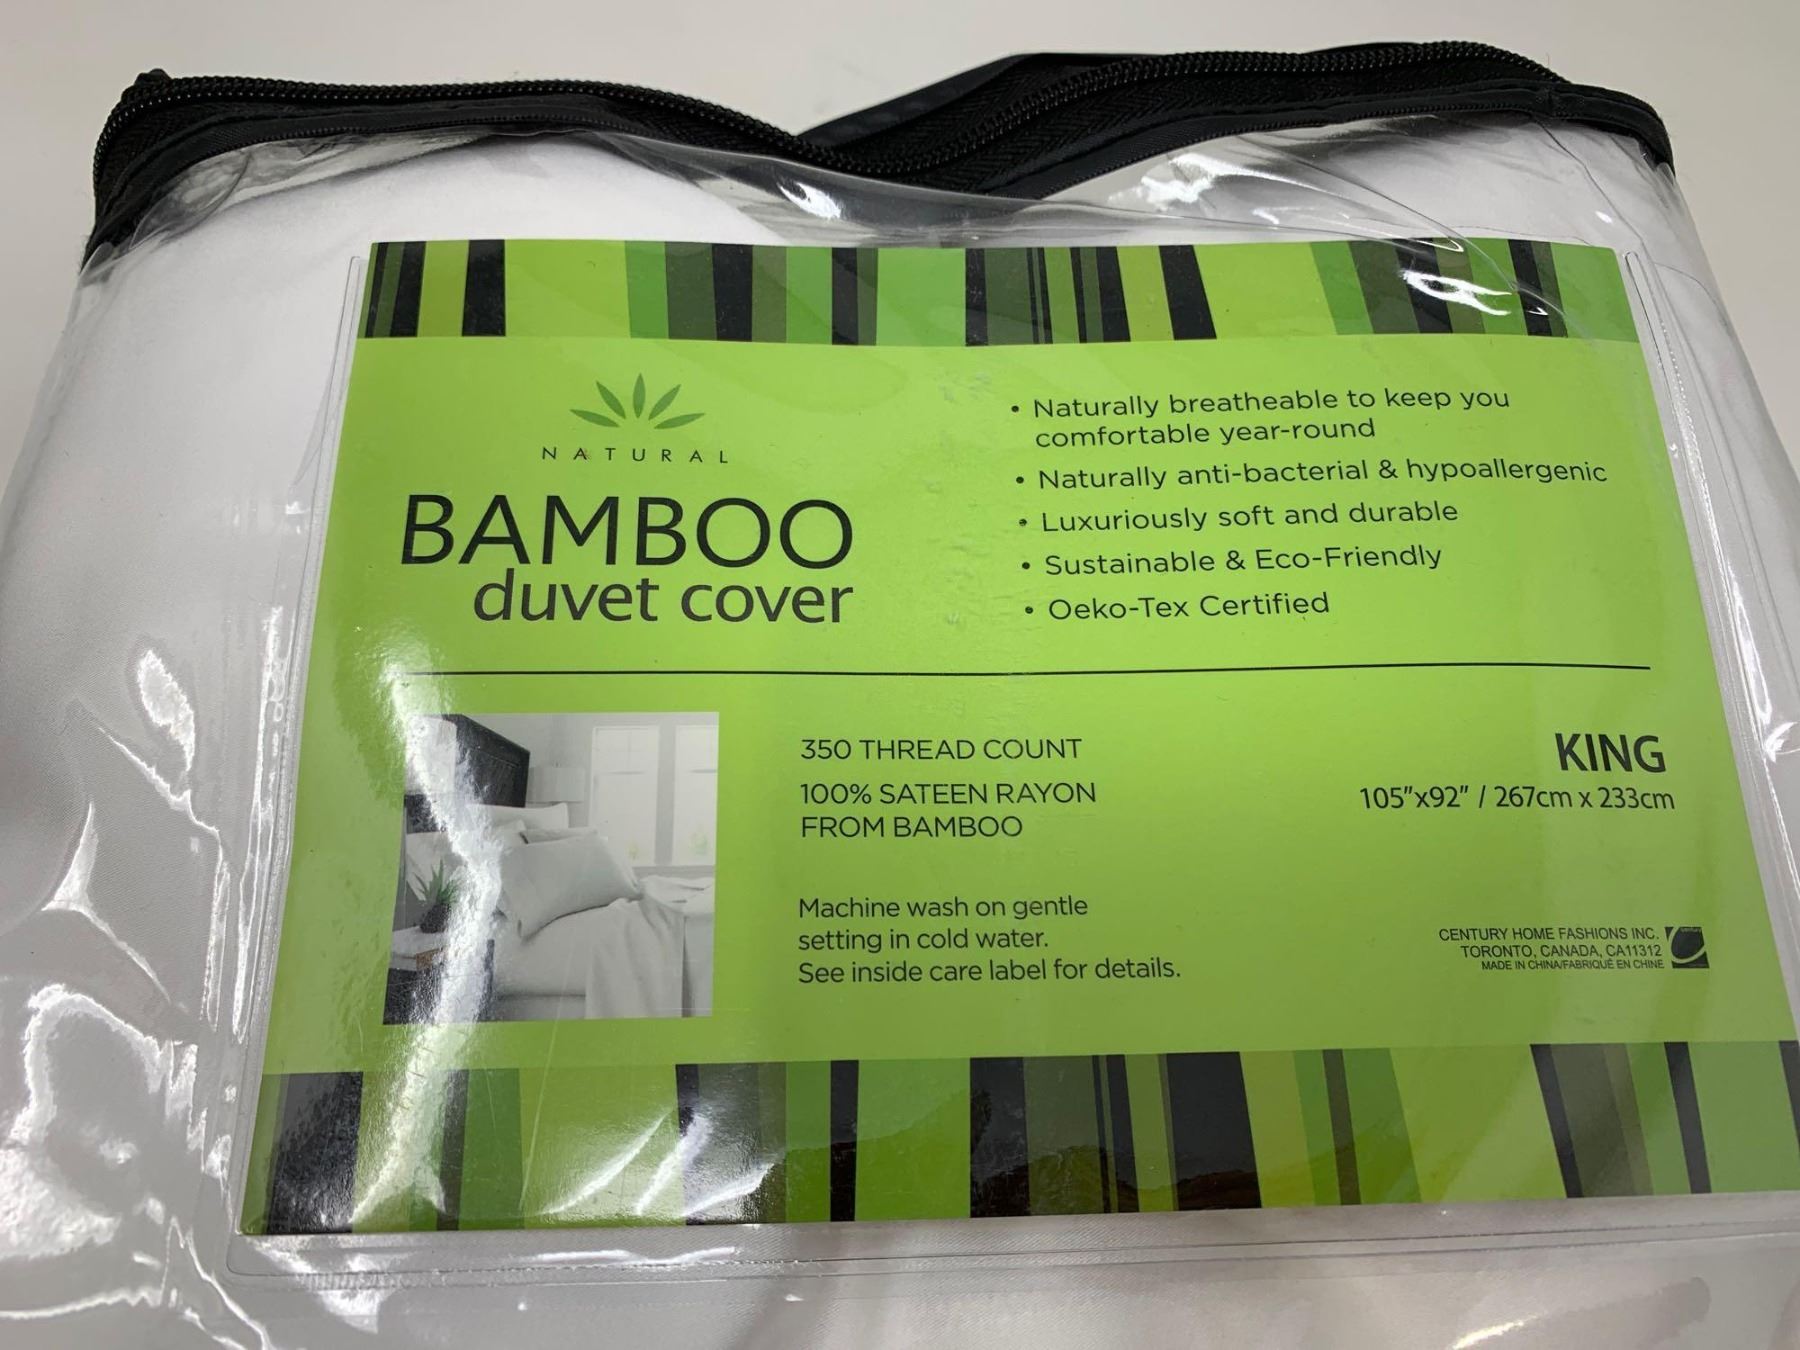 NATURAL
BAMBOO
duvet cover
• Naturally breatheable to keep you
comfortable year-round
• Naturally anti-bacterial & hypoallergenic
• Luxuriously soft and durable
• Sustainable & Eco-Friendly
• Oeko-Tex Certified
350 THREAD COUNT
100% SATEEN RAYON
FROM BAMBOO
Machine wash on gentle
setting in cold water.
See inside care label for details.
KING
105"x92" / 267cm x 233cm
CENTURY HOME FASHIONS INC.
TORONTO, CANADA, CA11312
MADE IN CHINA/FABRIQUÉ EN CHINE